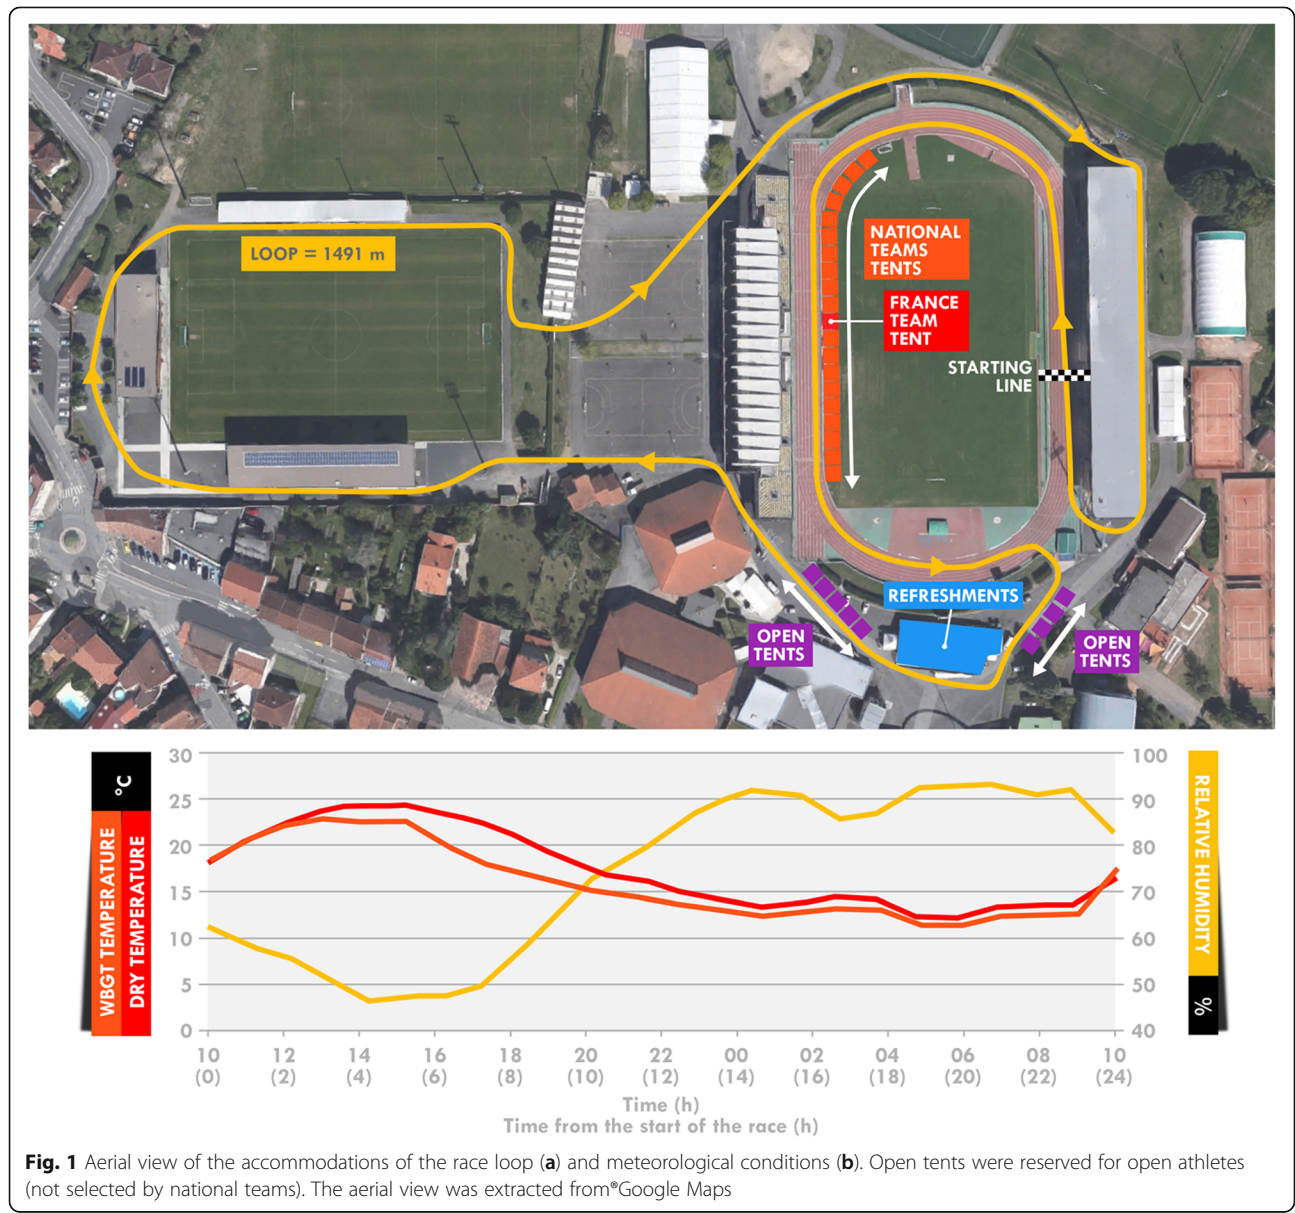 LOOP = 1491 m
NATIONAL
TEAMS
TENTS
FRANCE
TEAM
TENT
STARTING
LINE
REFRESHMENTS
OPEN
TENTS
OPEN
TENTS
°C
WBGT TEMPERATURE
DRY TEMPERATURE
30
25
20
15
10
5
0
100
90
80
70
60
50
40
RELATIVE HUMIDITY
%
10 12 14 16 18 20 22 00 02 04 06 08 10
(0) (2) (4) (6) (8) (10) (12) (14) (16) (18) (20) (22) (24)
Time (h)
Time from the start of the race (h)
Fig. 1 Aerial view of the accommodations of the race loop (a) and meteorological conditions (b). Open tents were reserved for open athletes
(not selected by national teams). The aerial view was extracted from®Google Maps